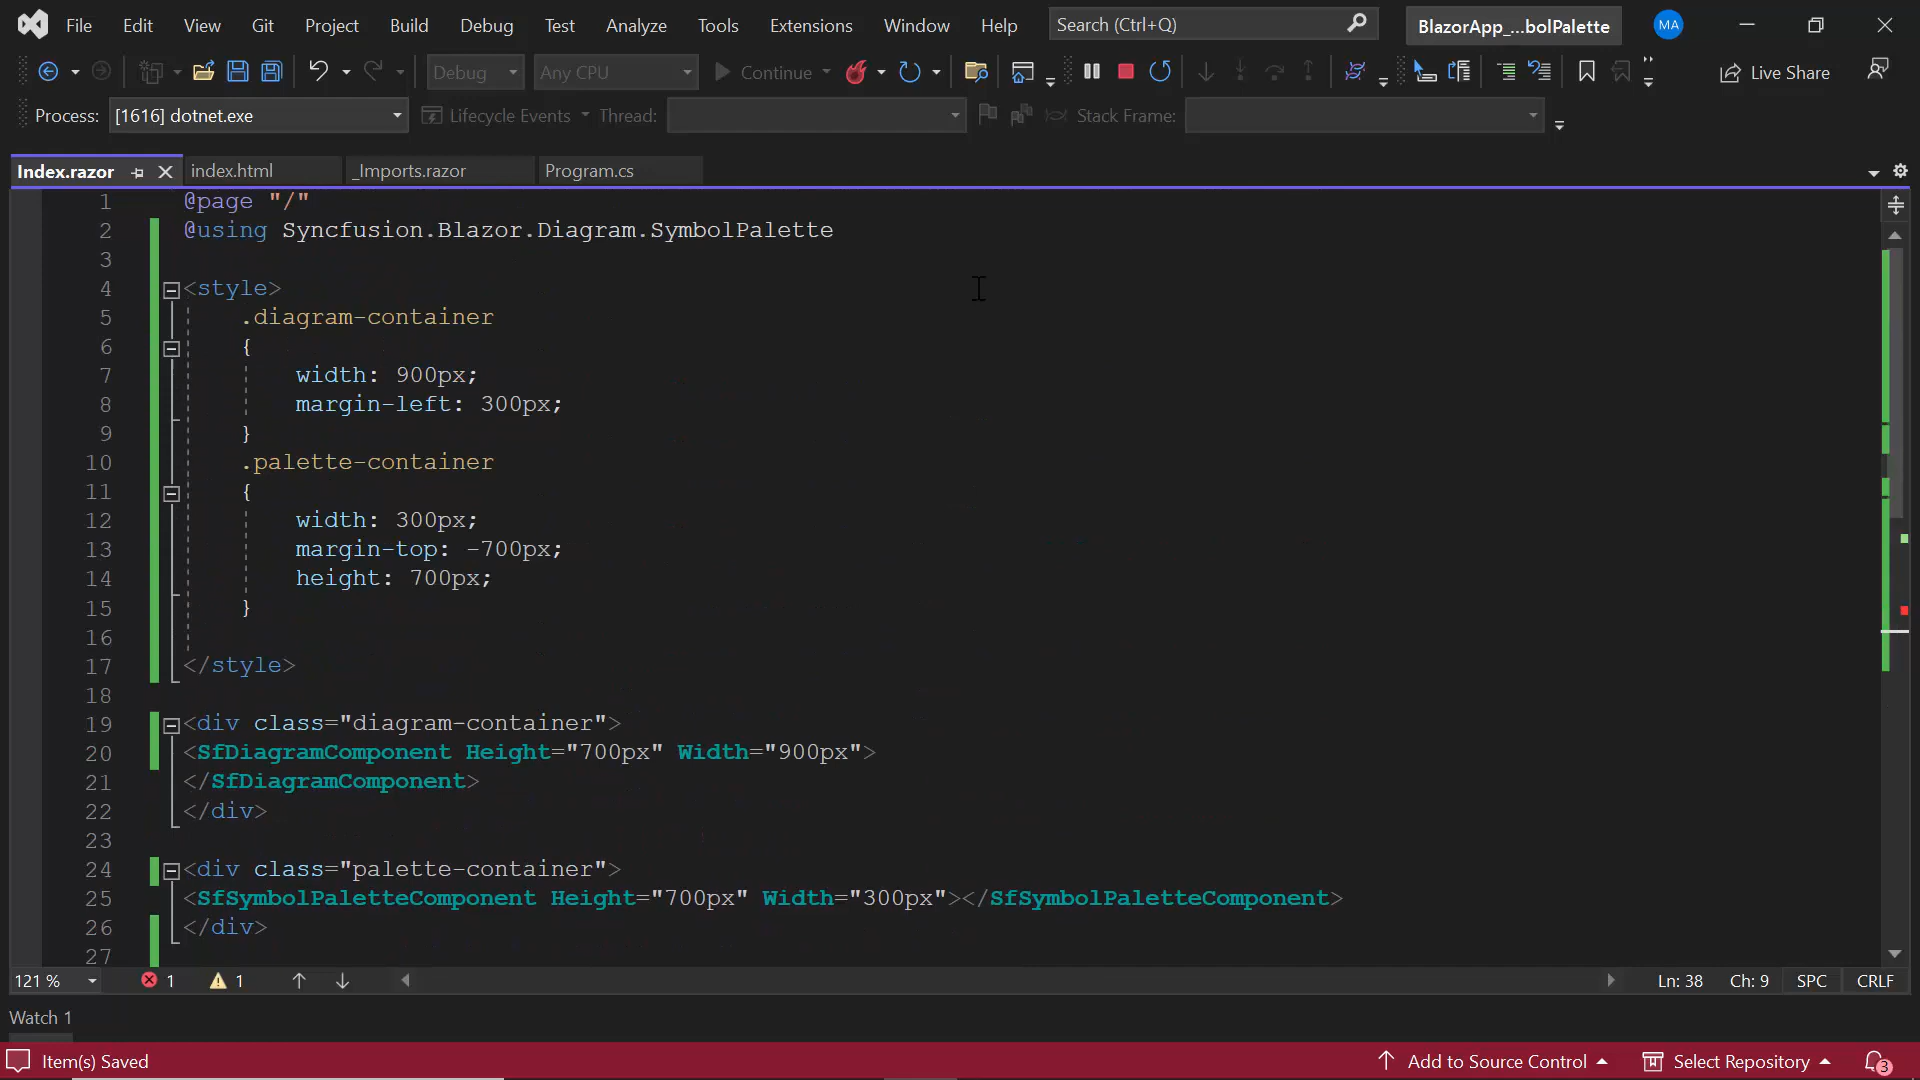 File Edit View Git Project Build Debug Test Analyze Tools Extensions Window Help Search (Ctrl+Q) BlazorApp_...bolPalette MA
Debug Any CPU Continue Live Share
Process: [1616] dotnet.exe Lifecycle Events Thread: Stack Frame:
Index.razor index.html _Imports.razor Program.cs
1 @page "/"
2 @using Syncfusion.Blazor.Diagram.SymbolPalette
3
4 <style>
5 .diagram-container
6 {
7 width: 900px;
8 margin-left: 300px;
9 }
10 .palette-container
11 {
12 width: 300px;
13 margin-top: -700px;
14 height: 700px;
15 }
16
17 </style>
18
19 <div class="diagram-container">
20 <SfDiagramComponent Height="700px" Width="900px">
21 </SfDiagramComponent>
22 </div>
23
24 <div class="palette-container">
25 <SfSymbolPaletteComponent Height="700px" Width="300px"></SfSymbolPaletteComponent>
26 </div>
27
121 % 1 1 Ln: 38 Ch: 9 SPC CRLF
Watch 1
Item(s) Saved Add to Source Control Select Repository 3